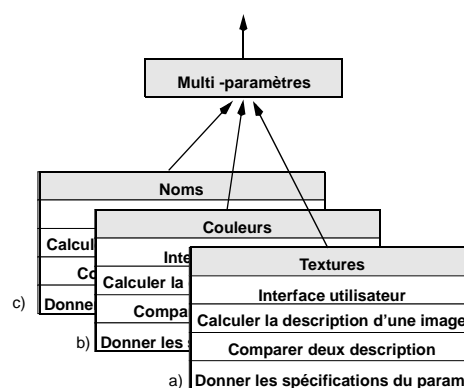 Multi -paramètres
Noms
Calcul
Co
c) Donne
Couleurs
Inte
Calculer la
Compa
b) Donner les s
Textures
Interface utilisateur
Calculer la description d'une image
Comparer deux description
a) Donner les spécifications du param